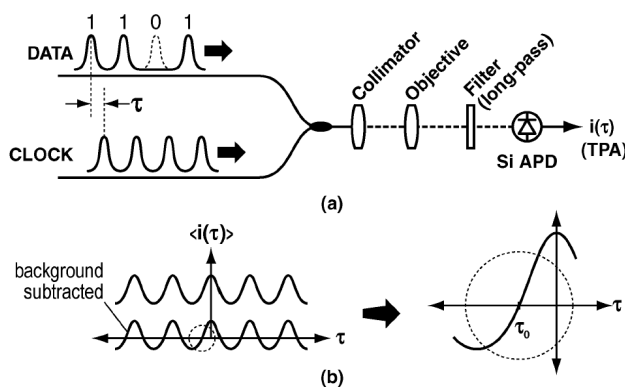 1 1 0 1
DATA
τ
CLOCK
Collimator
Objective
Filter
(long-pass)
Si APD
i(τ)
(TPA)
(a)
<i(τ)>
background
subtracted
τ
τ₀
τ
(b)